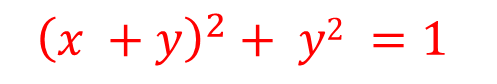 (x + y)² + y² = 1